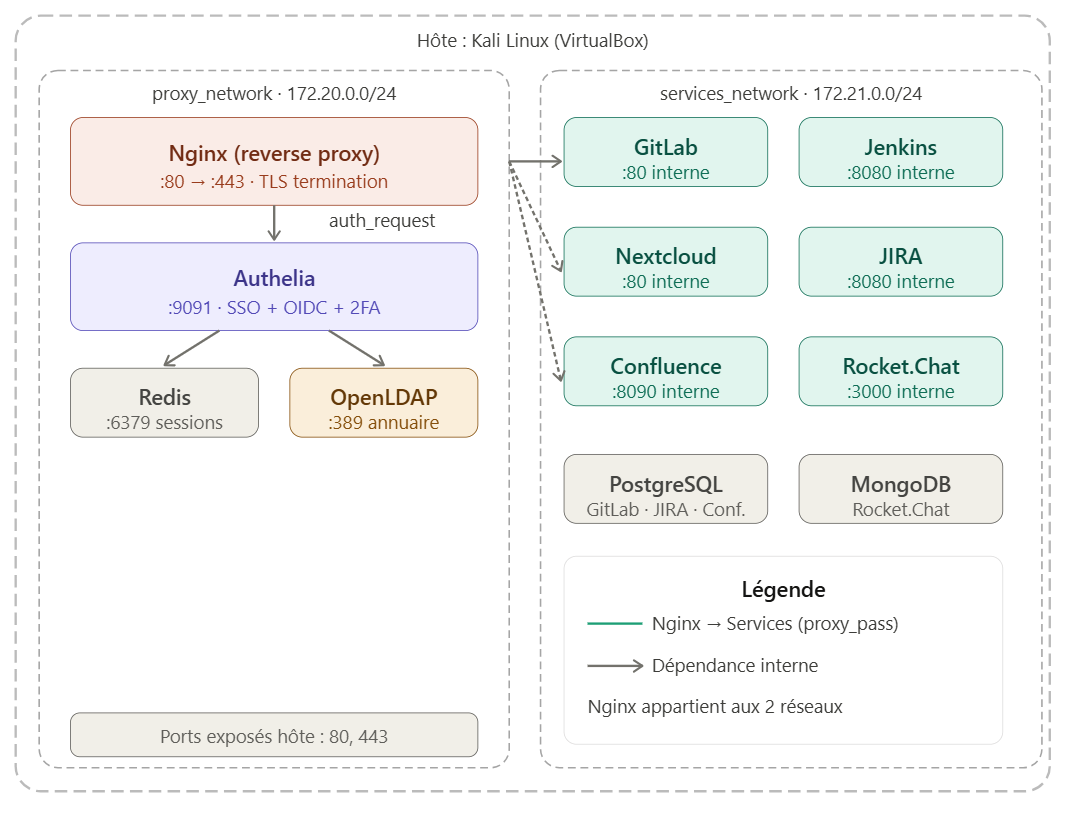 Hôte : Kali Linux (VirtualBox)
proxy_network · 172.20.0.0/24
Nginx (reverse proxy)
:80 → :443 · TLS termination
auth_request
Authelia
:9091 · SSO + OIDC + 2FA
Redis
:6379 sessions
OpenLDAP
:389 annuaire
Ports exposés hôte : 80, 443
services_network · 172.21.0.0/24
GitLab
:80 interne
Jenkins
:8080 interne
Nextcloud
:80 interne
JIRA
:8080 interne
Confluence
:8090 interne
Rocket.Chat
:3000 interne
PostgreSQL
GitLab · JIRA · Conf.
MongoDB
Rocket.Chat
Légende
Nginx → Services (proxy_pass)
Dépendance interne
Nginx appartient aux 2 réseaux